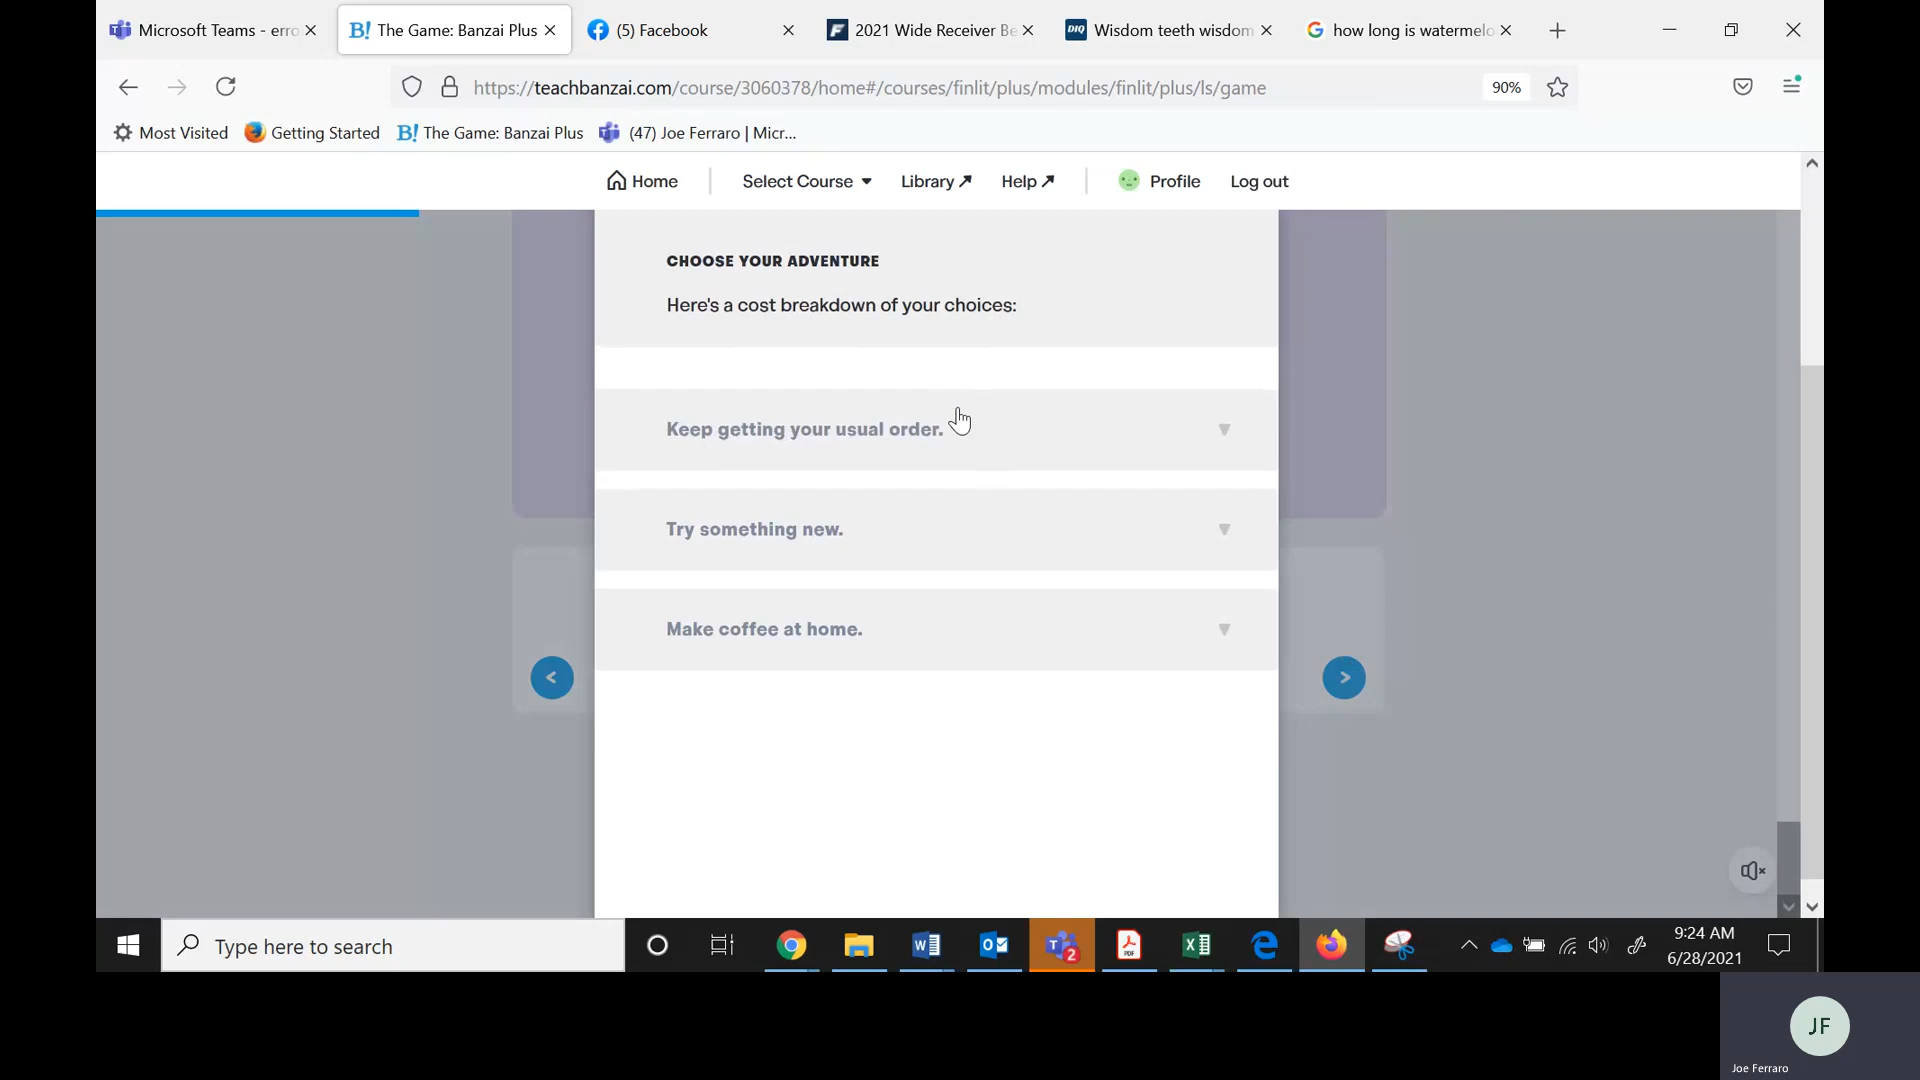 Microsoft Teams - erro
B! The Game: Banzai Plus
(5) Facebook
2021 Wide Receiver Be
DIQ Wisdom teeth wisdom
G how long is watermelo
https://teachbanzai.com/course/3060378/home#/courses/finlit/plus/modules/finlit/plus/ls/game
90%
Most Visited
Getting Started
B! The Game: Banzai Plus
(47) Joe Ferraro | Micr...
Home
Select Course
Library
Help
Profile
Log out
CHOOSE YOUR ADVENTURE
Here's a cost breakdown of your choices:
Keep getting your usual order.
Try something new.
Make coffee at home.
< >
Type here to search
2
PDF
9:24 AM
6/28/2021
JF
Joe Ferraro